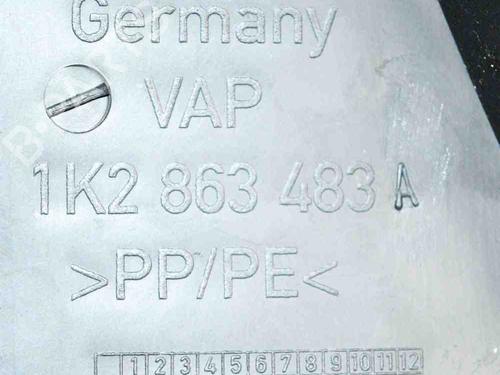 Germany
VAP
1K2 863 483 A
>PP/PE<
1 2 3 4 5 6 7 8 9 10 11 12